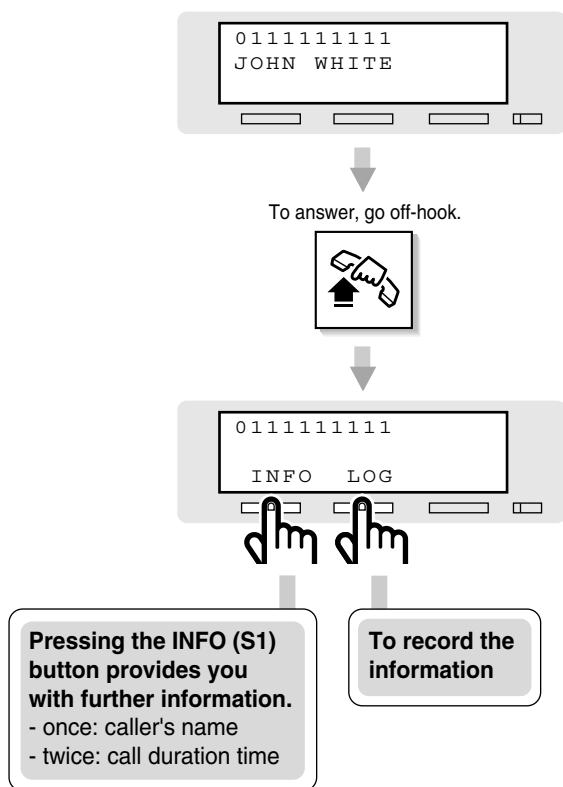 0111111111
JOHN WHITE
To answer, go off-hook.
0111111111
INFO LOG
Pressing the INFO (S1)
button provides you
with further information.
- once: caller's name
- twice: call duration time
To record the
information